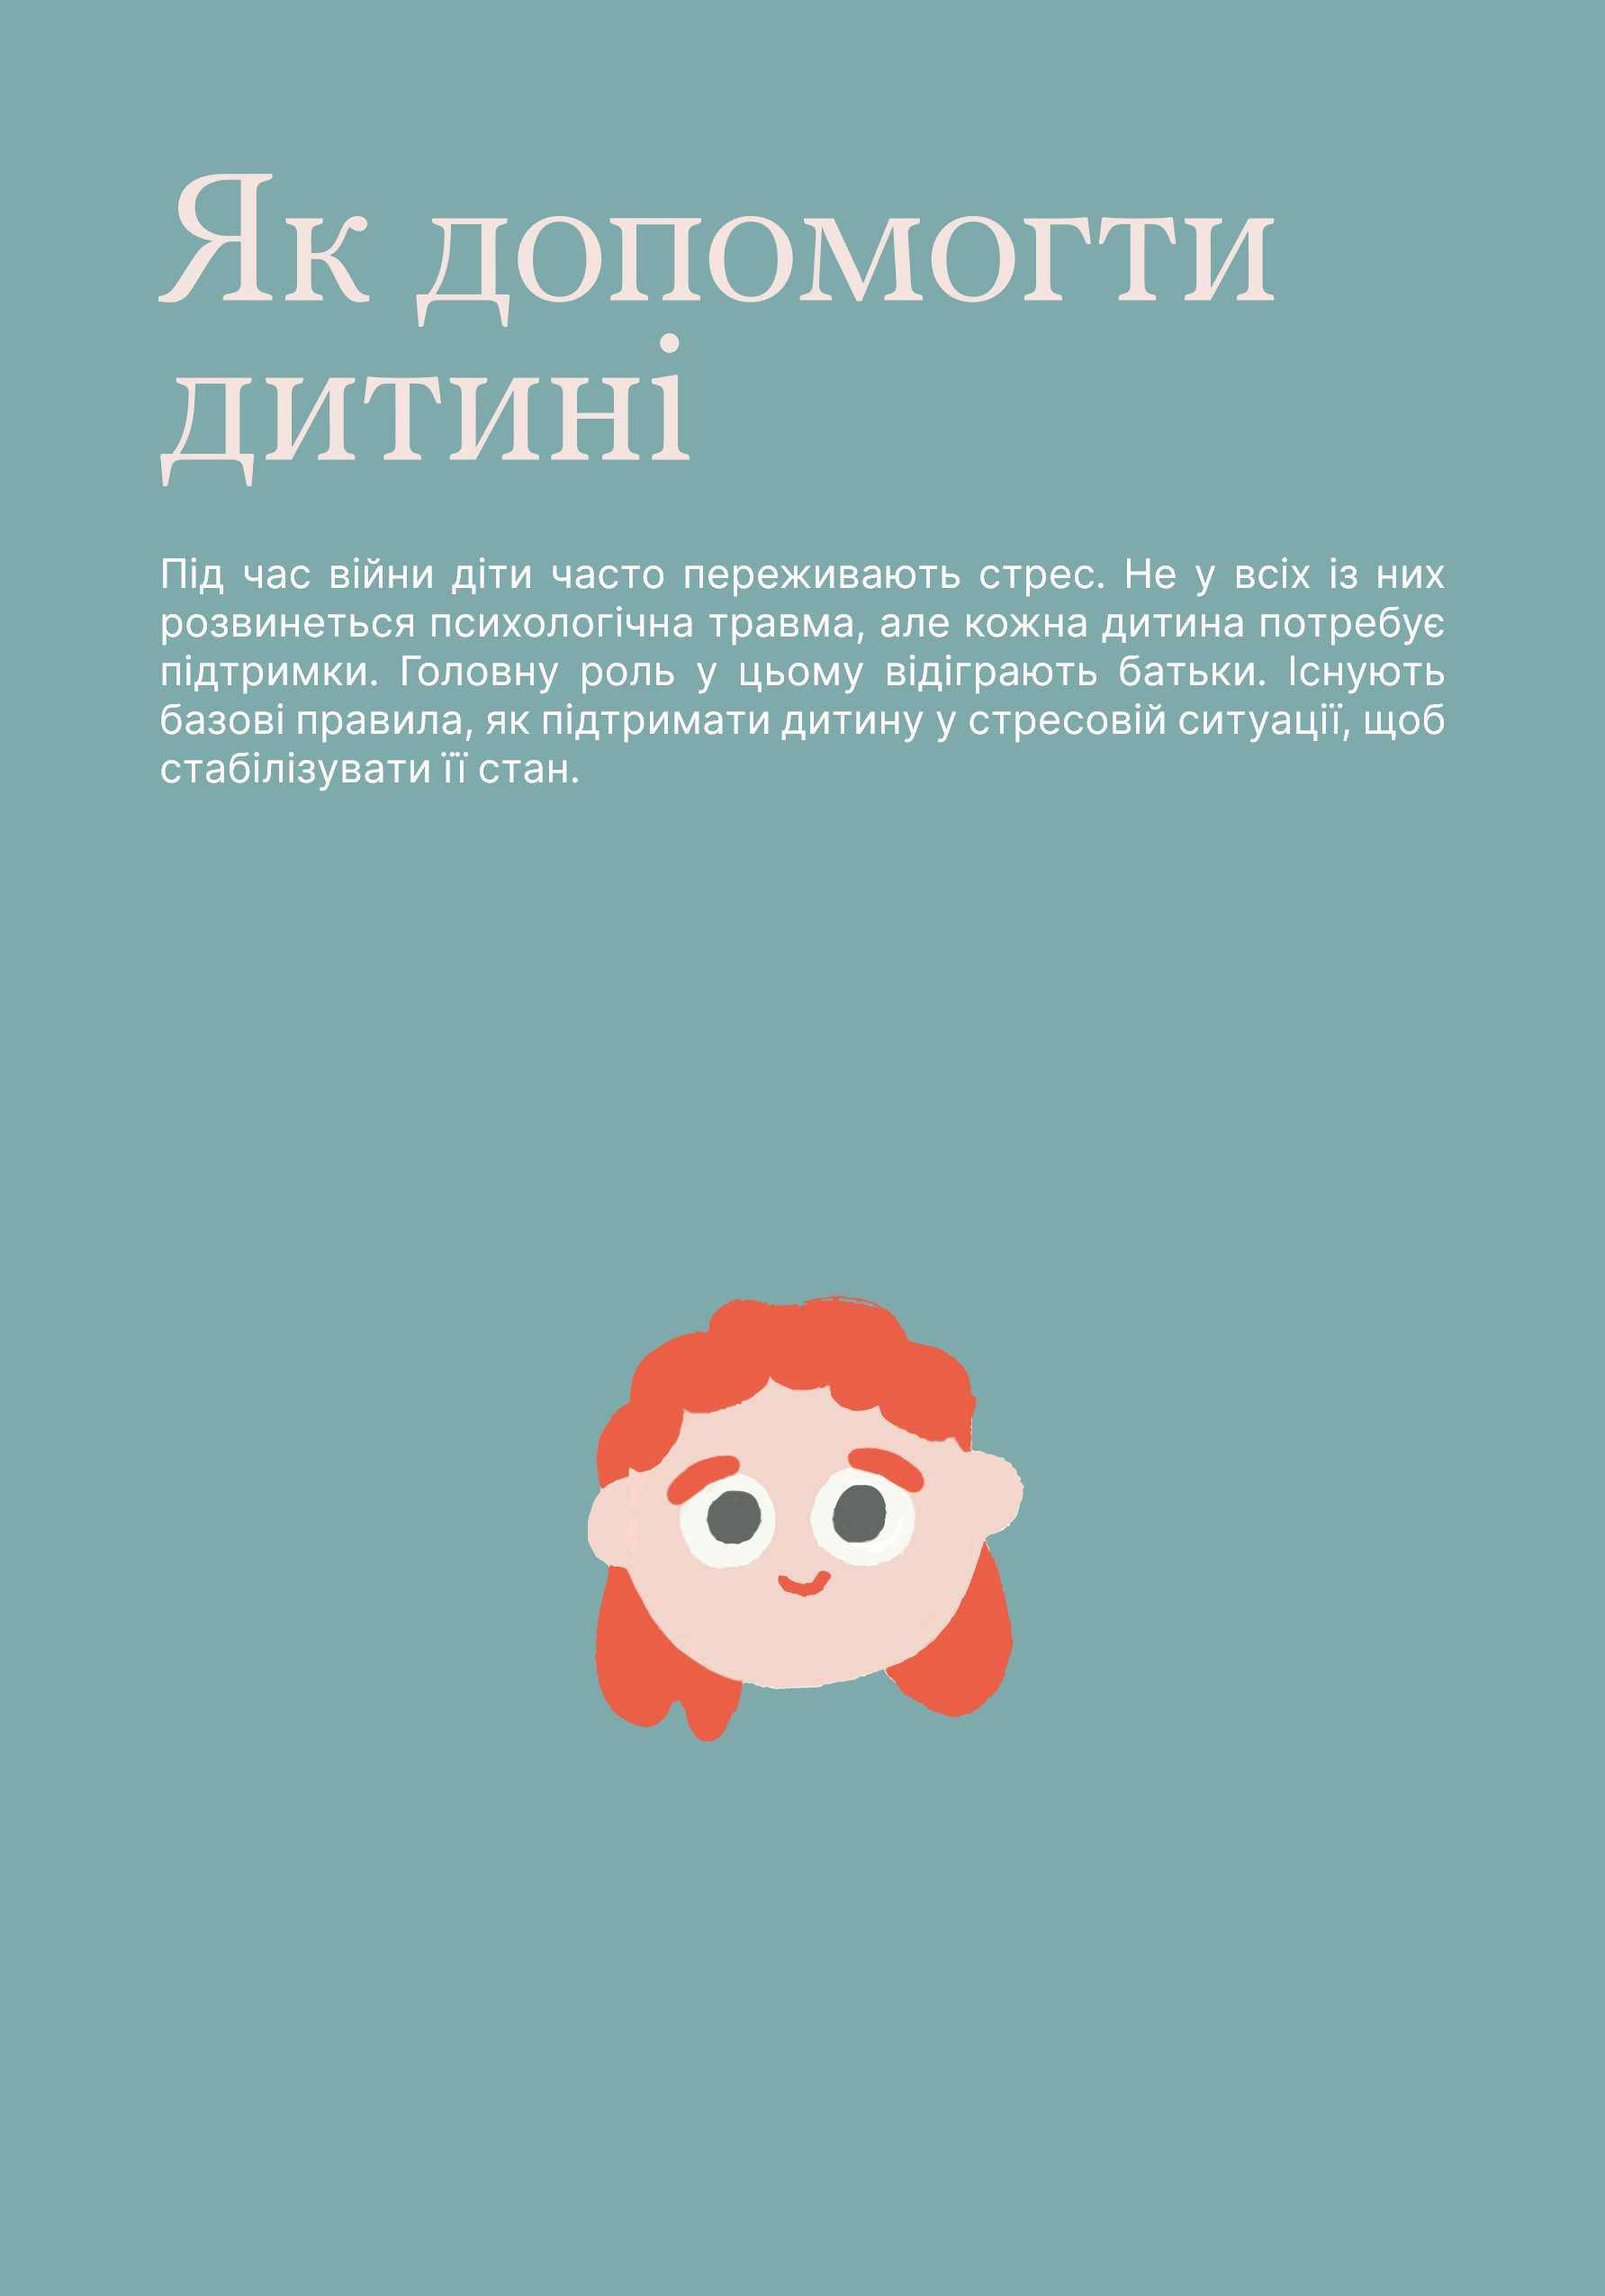 Як допомогти
дитині
Під час війни діти часто переживають стрес. Не у всіх із них
розвинеться психологічна травма, але кожна дитина потребує
підтримки. Головну роль у цьому відіграють батьки. Існують
базові правила, як підтримати дитину у стресовій ситуації, щоб
стабілізувати її стан.